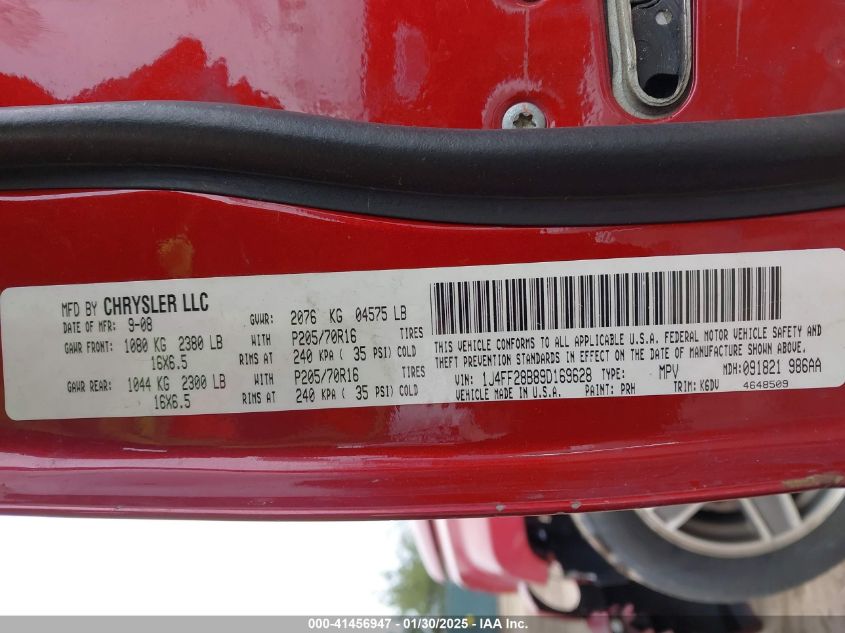 MFD BY CHRYSLER LLC
DATE OF MFR: 9-08 GVWR: 2076 KG 04575 LB
GAWR FRONT: 1080 KG 2380 LB WITH P205/70R16 TIRES
16X6.5 RIMS AT 240 KPA ( 35 PSI) COLD
GAWR REAR: 1044 KG 2300 LB WITH P205/70R16 TIRES
16X6.5 RIMS AT 240 KPA ( 35 PSI) COLD
THIS VEHICLE CONFORMS TO ALL APPLICABLE U.S.A. FEDERAL MOTOR VEHICLE SAFETY AND
THEFT PREVENTION STANDARDS IN EFFECT ON THE DATE OF MANUFACTURE SHOWN ABOVE.
VIN: 1J4FF28B89D169628 TYPE: MPV MDH: 091821 986AA
VEHICLE MADE IN U.S.A. PAINT: PRH TRIM: K6DV 4648509
000-41456947 - 01/30/2025 - IAA Holdings, LLC.